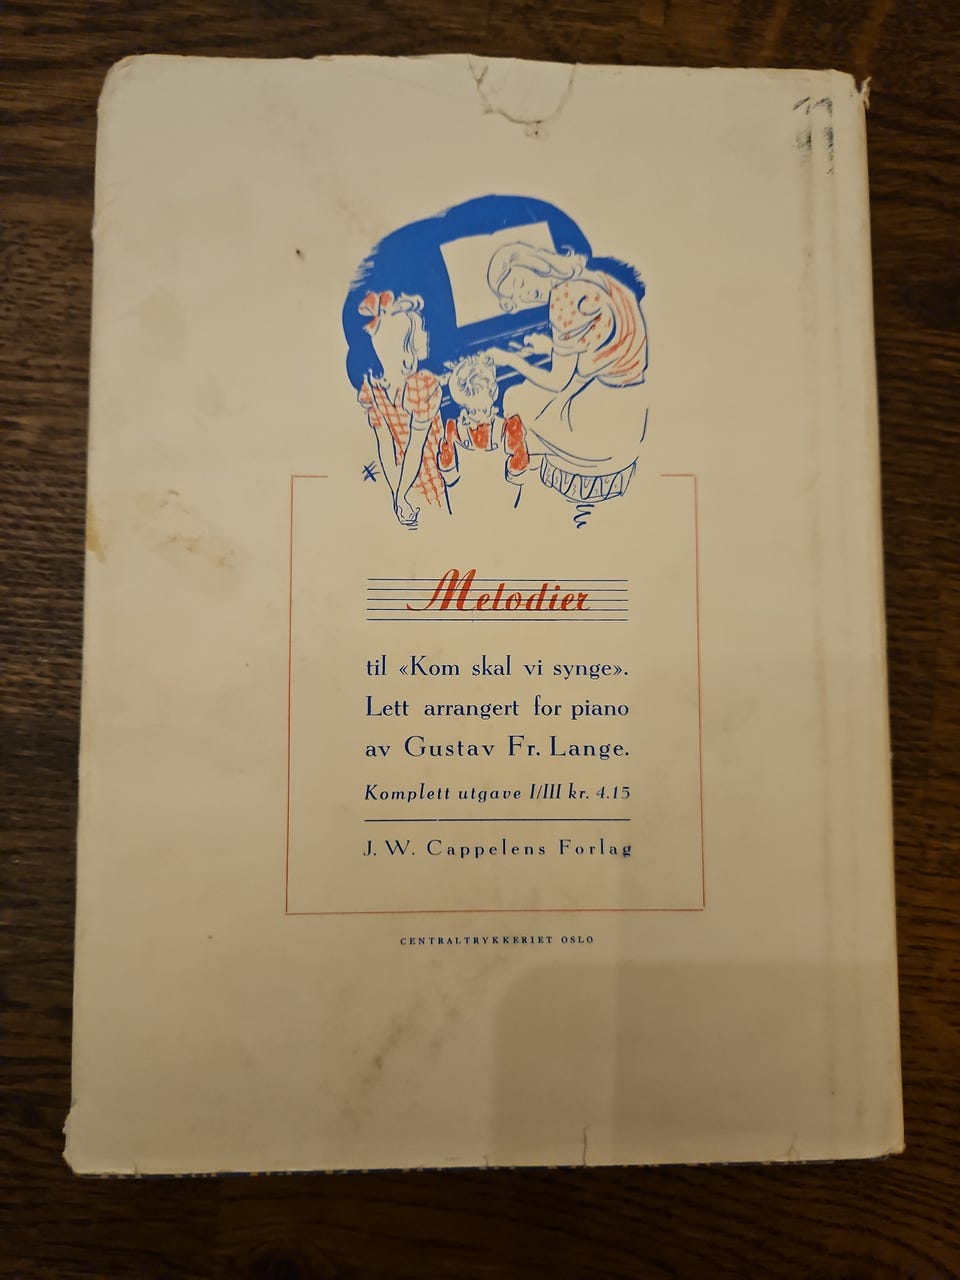 Melodier
til «Kom skal vi synge».
Lett arrangert for piano
av Gustav Fr. Lange.
Komplett utgave I/III kr. 4.15
J. W. Cappelens Forlag
CENTRALTRYKKERIET OSLO